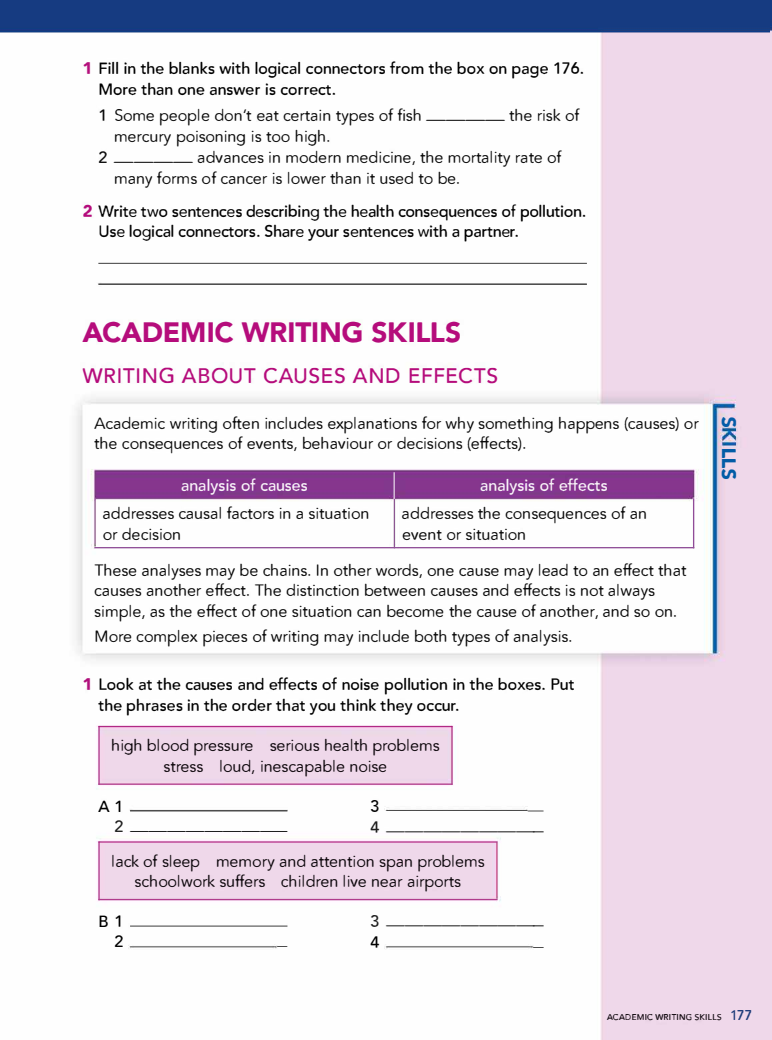 1 Fill in the blanks with logical connectors from the box on page 176.
More than one answer is correct.
1 Some people don't eat certain types of fish _________ the risk of
mercury poisoning is too high.
2 _________ advances in modern medicine, the mortality rate of
many forms of cancer is lower than it used to be.
2 Write two sentences describing the health consequences of pollution.
Use logical connectors. Share your sentences with a partner.
ACADEMIC WRITING SKILLS
WRITING ABOUT CAUSES AND EFFECTS
SKILLS
Academic writing often includes explanations for why something happens (causes) or
the consequences of events, behaviour or decisions (effects).
analysis of causes analysis of effects
addresses causal factors in a situation addresses the consequences of an
or decision event or situation
These analyses may be chains. In other words, one cause may lead to an effect that
causes another effect. The distinction between causes and effects is not always
simple, as the effect of one situation can become the cause of another, and so on.
More complex pieces of writing may include both types of analysis.
1 Look at the causes and effects of noise pollution in the boxes. Put
the phrases in the order that you think they occur.
high blood pressure serious health problems
stress loud, inescapable noise
A 1 _________ 3 _________
2 _________ 4 _________
lack of sleep memory and attention span problems
schoolwork suffers children live near airports
B 1 _________ 3 _________
2 _________ 4 _________
ACADEMIC WRITING SKILLS 177